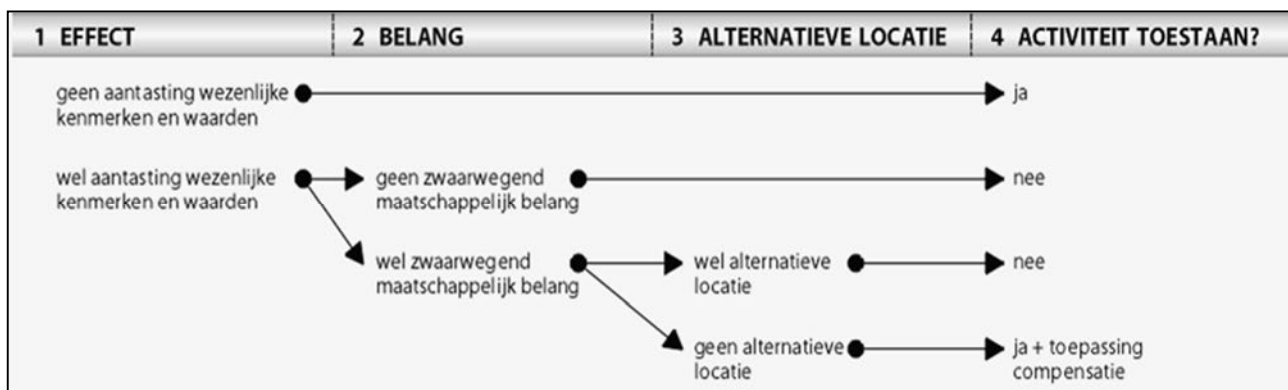 1 EFFECT
2 BELANG
3 ALTERNATIEVE LOCATIE
4 ACTIVITEIT TOESTAAN?
geen aantasting wezenlijke
kenmerken en waarden
ja
wel aantasting wezenlijke
kenmerken en waarden
geen zwaarwegend
maatschappelijk belang
nee
wel zwaarwegend
maatschappelijk belang
wel alternatieve
locatie
nee
geen alternatieve
locatie
ja + toepassing
compensatie